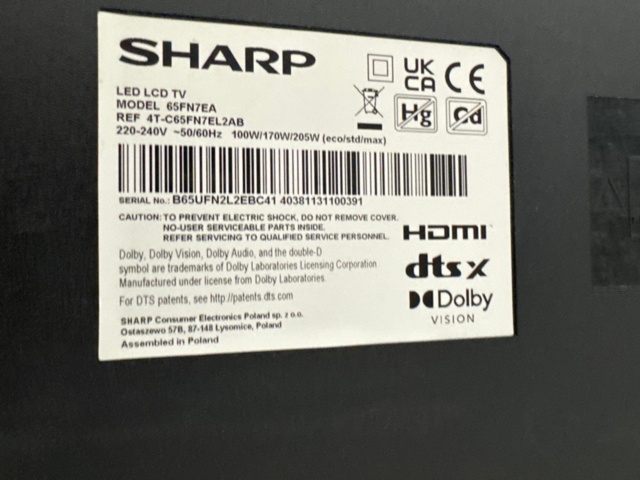 SHARP
UK
CA
CE
LED LCD TV
MODEL 65FN7EA
REF 4T-C65FN7EL2AB
220-240V ~50/60Hz 100W/170W/205W (eco/std/max)
Hg
Cd
SERIAL No.: B65UFN2L2EBC41 40381131100391
CAUTION: TO PREVENT ELECTRIC SHOCK, DO NOT REMOVE COVER.
NO-USER SERVICEABLE PARTS INSIDE.
REFER SERVICING TO QUALIFIED SERVICE PERSONNEL.
HDMI
Dolby, Dolby Vision, Dolby Audio, and the double-D
symbol are trademarks of Dolby Laboratories Licensing Corporation
Manufactured under license from Dolby Laboratories.
dts X
For DTS patents, see http://patents.dts.com
Dolby
VISION
SHARP Consumer Electronics Poland sp. z o.o.
Ostaszewo 57B, 87-148 Lysomice, Poland
Assembled in Poland